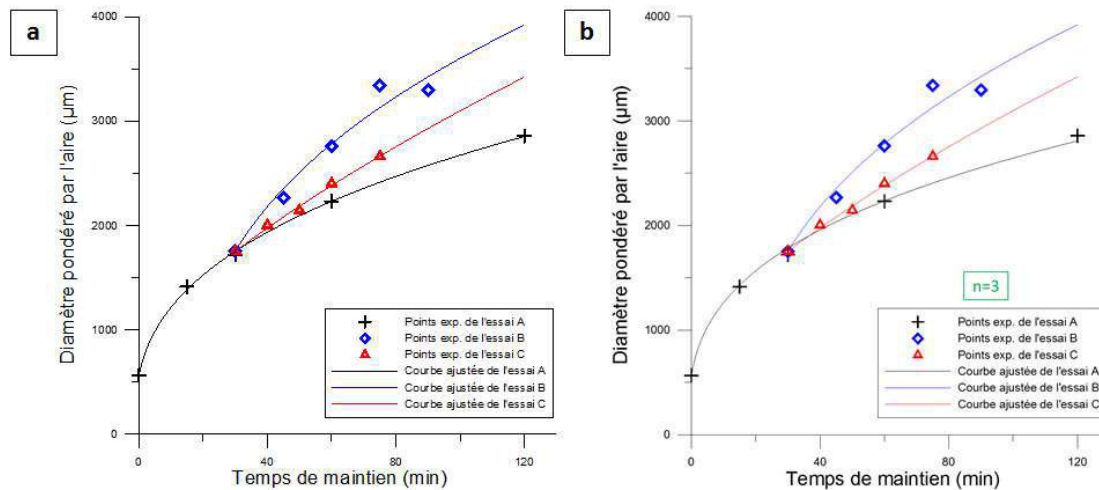 a
4000
3000
2000
1000
0
Diamètre pondéré par l'aire (µm)
Points exp. de l'essai A
Points exp. de l'essai B
Points exp. de l'essai C
Courbe ajustée de l'essai A
Courbe ajustée de l'essai B
Courbe ajustée de l'essai C
0
40
80
120
Temps de maintien (min)
b
4000
3000
2000
1000
0
Diamètre pondéré par l'aire (µm)
n=3
Points exp. de l'essai A
Points exp. de l'essai B
Points exp. de l'essai C
Courbe ajustée de l'essai A
Courbe ajustée de l'essai B
Courbe ajustée de l'essai C
0
40
80
120
Temps de maintien (min)